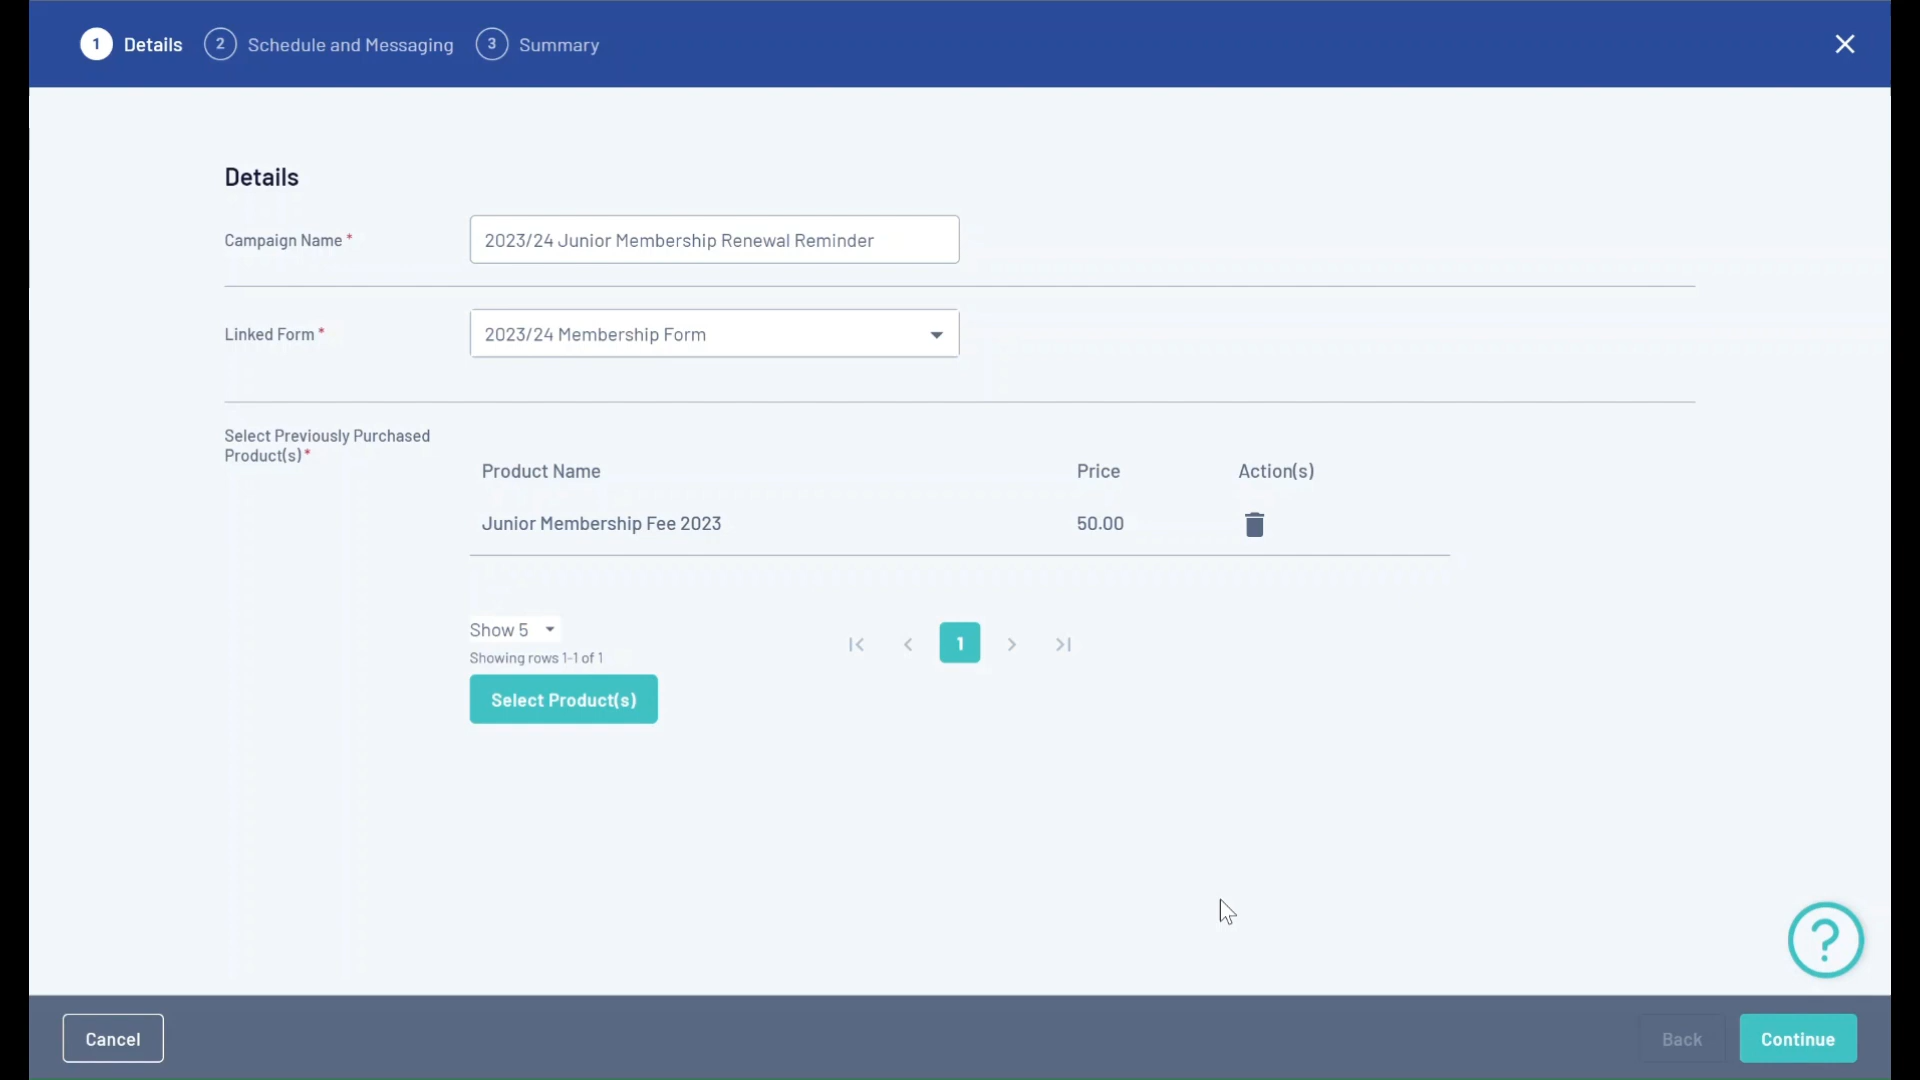 1 Details 2 Schedule and Messaging 3 Summary
Details
Campaign Name *
2023/24 Junior Membership Renewal Reminder
Linked Form *
2023/24 Membership Form
Select Previously Purchased
Product(s) *
Product Name Price Action(s)
Junior Membership Fee 2023 50.00
Show 5
Showing rows 1-1 of 1
1
Select Product(s)
?
Cancel Back Continue